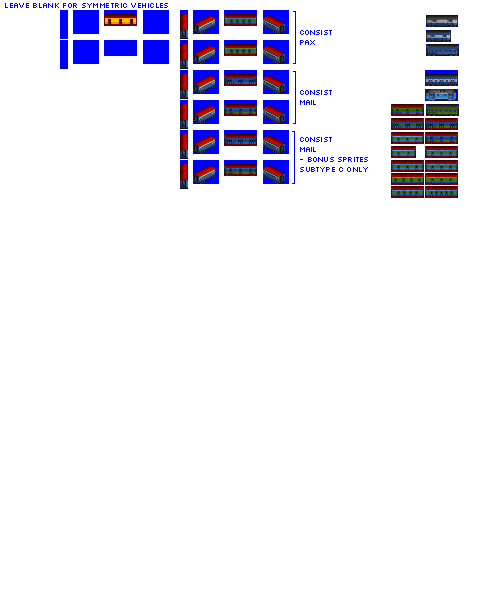 LEAVE BLANK FOR SYMMETRIC VEHICLES
CONSIST
PAX
CONSIST
MAIL
CONSIST
MAIL
- BONUS SPRITES
SUBTYPE C ONLY